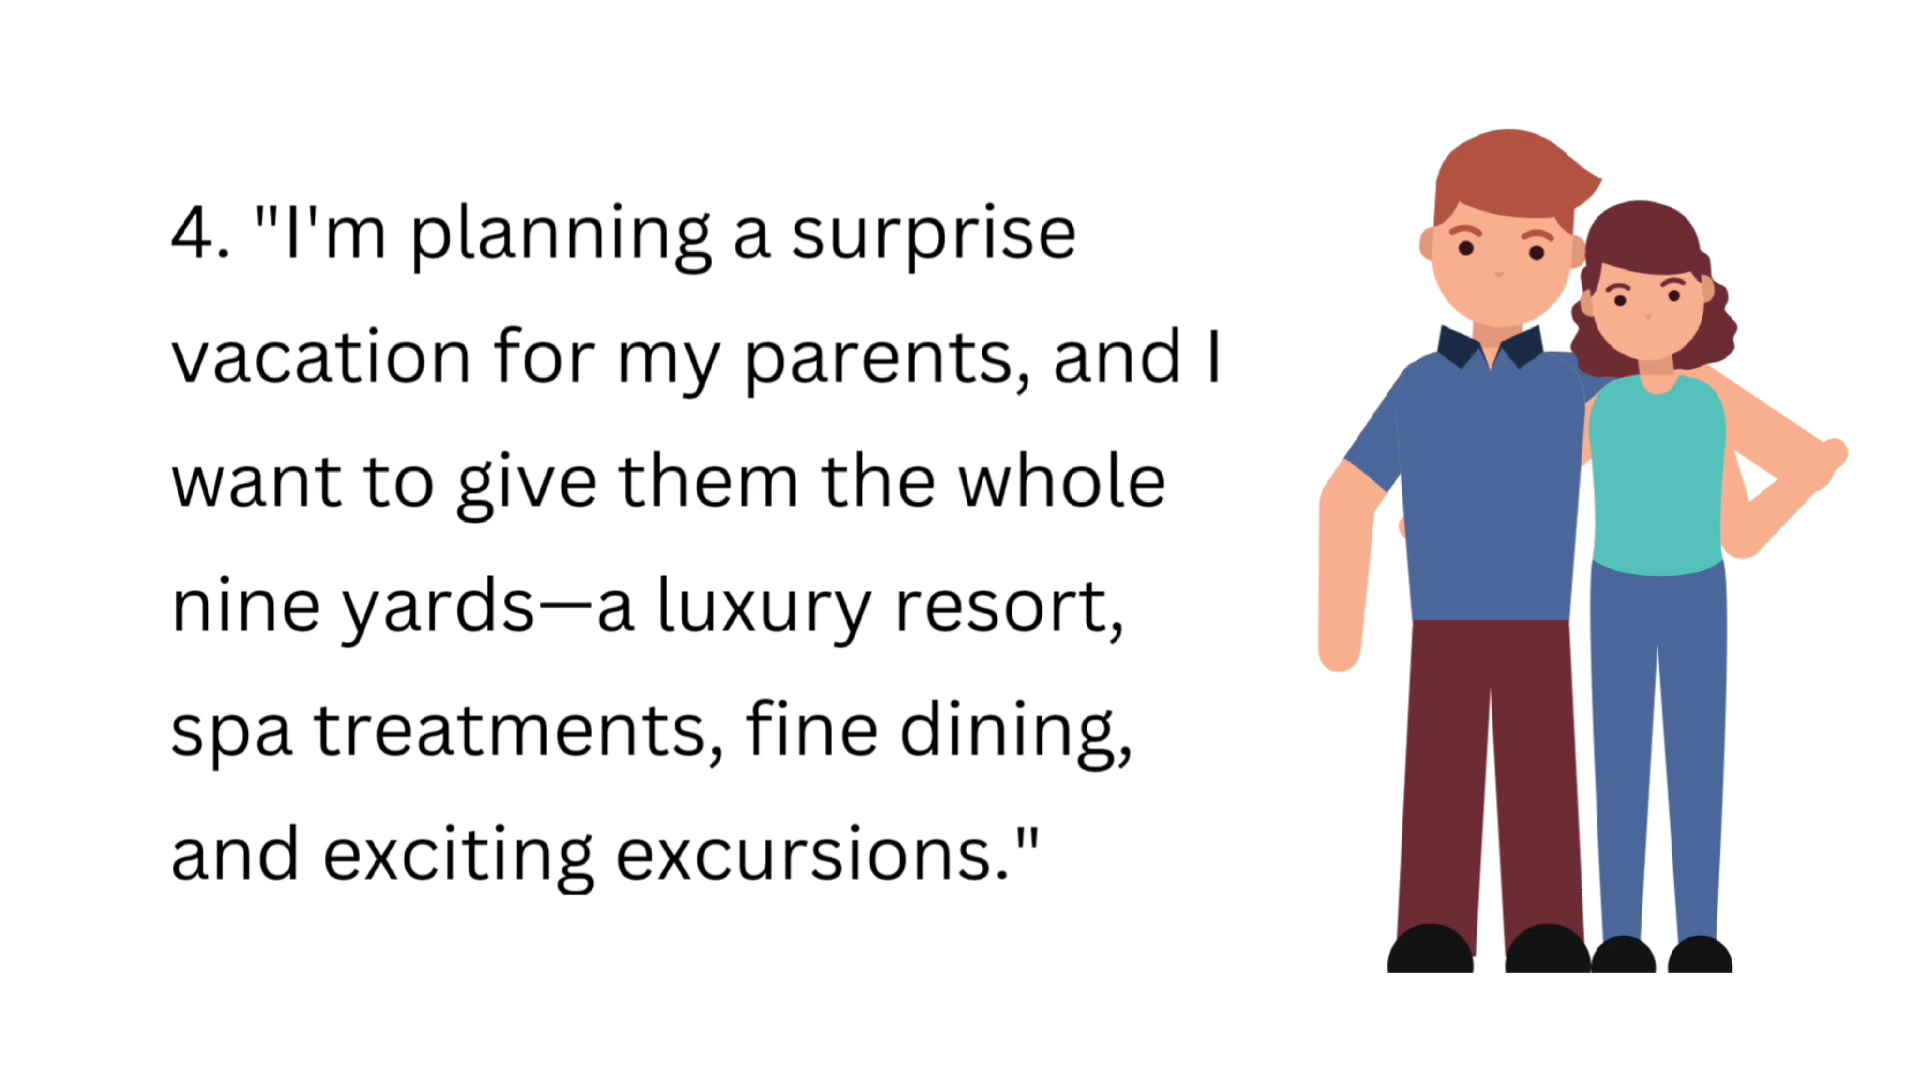 4. "I'm planning a surprise
vacation for my parents, and I
want to give them the whole
nine yards—a luxury resort,
spa treatments, fine dining,
and exciting excursions."